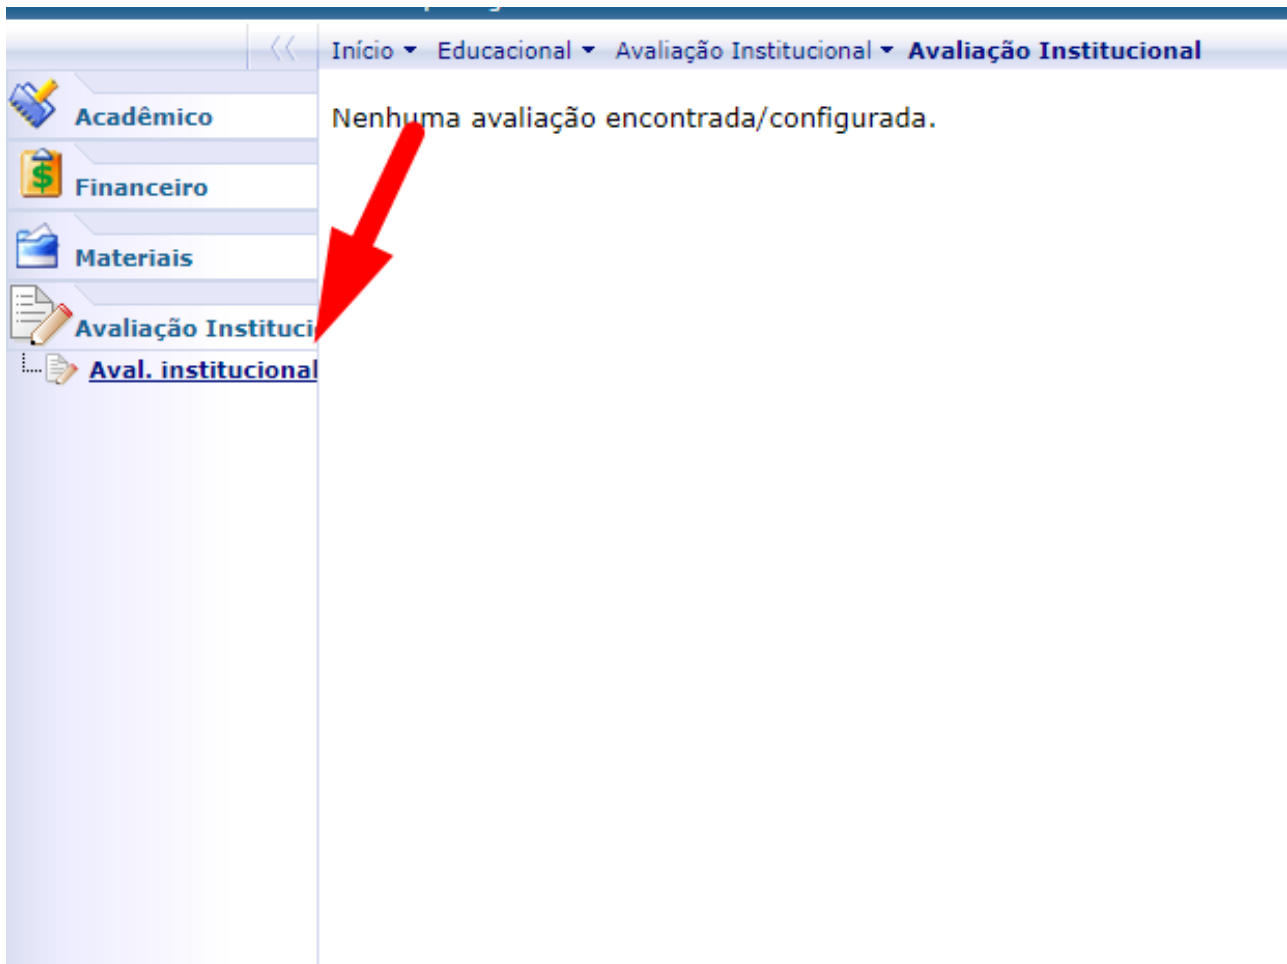 Início Educacional Avaliação Institucional Avaliação Institucional
Acadêmico
Nenhuma avaliação encontrada/configurada.
Financeiro
Materiais
Avaliação Instituci
Aval. institucional